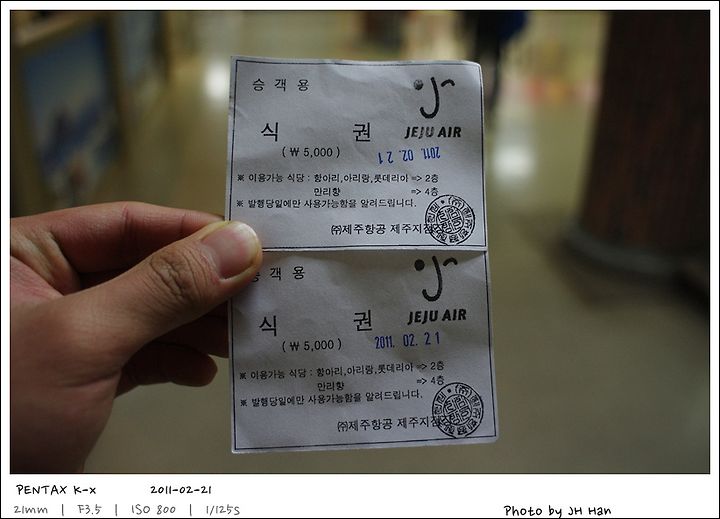 승 객 용
JEJU AIR
식 권
( ₩ 5,000 )
2011. 02. 21
※ 이용가능 식당 : 항아리,아리랑,롯데리아 => 2층
만리향 => 4층
※ 발행당일에만 사용가능함을 알려드립니다.
㈜제주항공 제주지점
승 객 용
JEJU AIR
식 권
( ₩ 5,000 )
2011. 02. 21
※ 이용가능 식당 : 항아리,아리랑,롯데리아 => 2층
만리향 => 4층
※ 발행당일에만 사용가능함을 알려드립니다.
㈜제주항공 제주지점
PENTAX K-x 2011-02-21
21mm | F3.5 | ISO 800 | 1/125s
Photo by JH Han